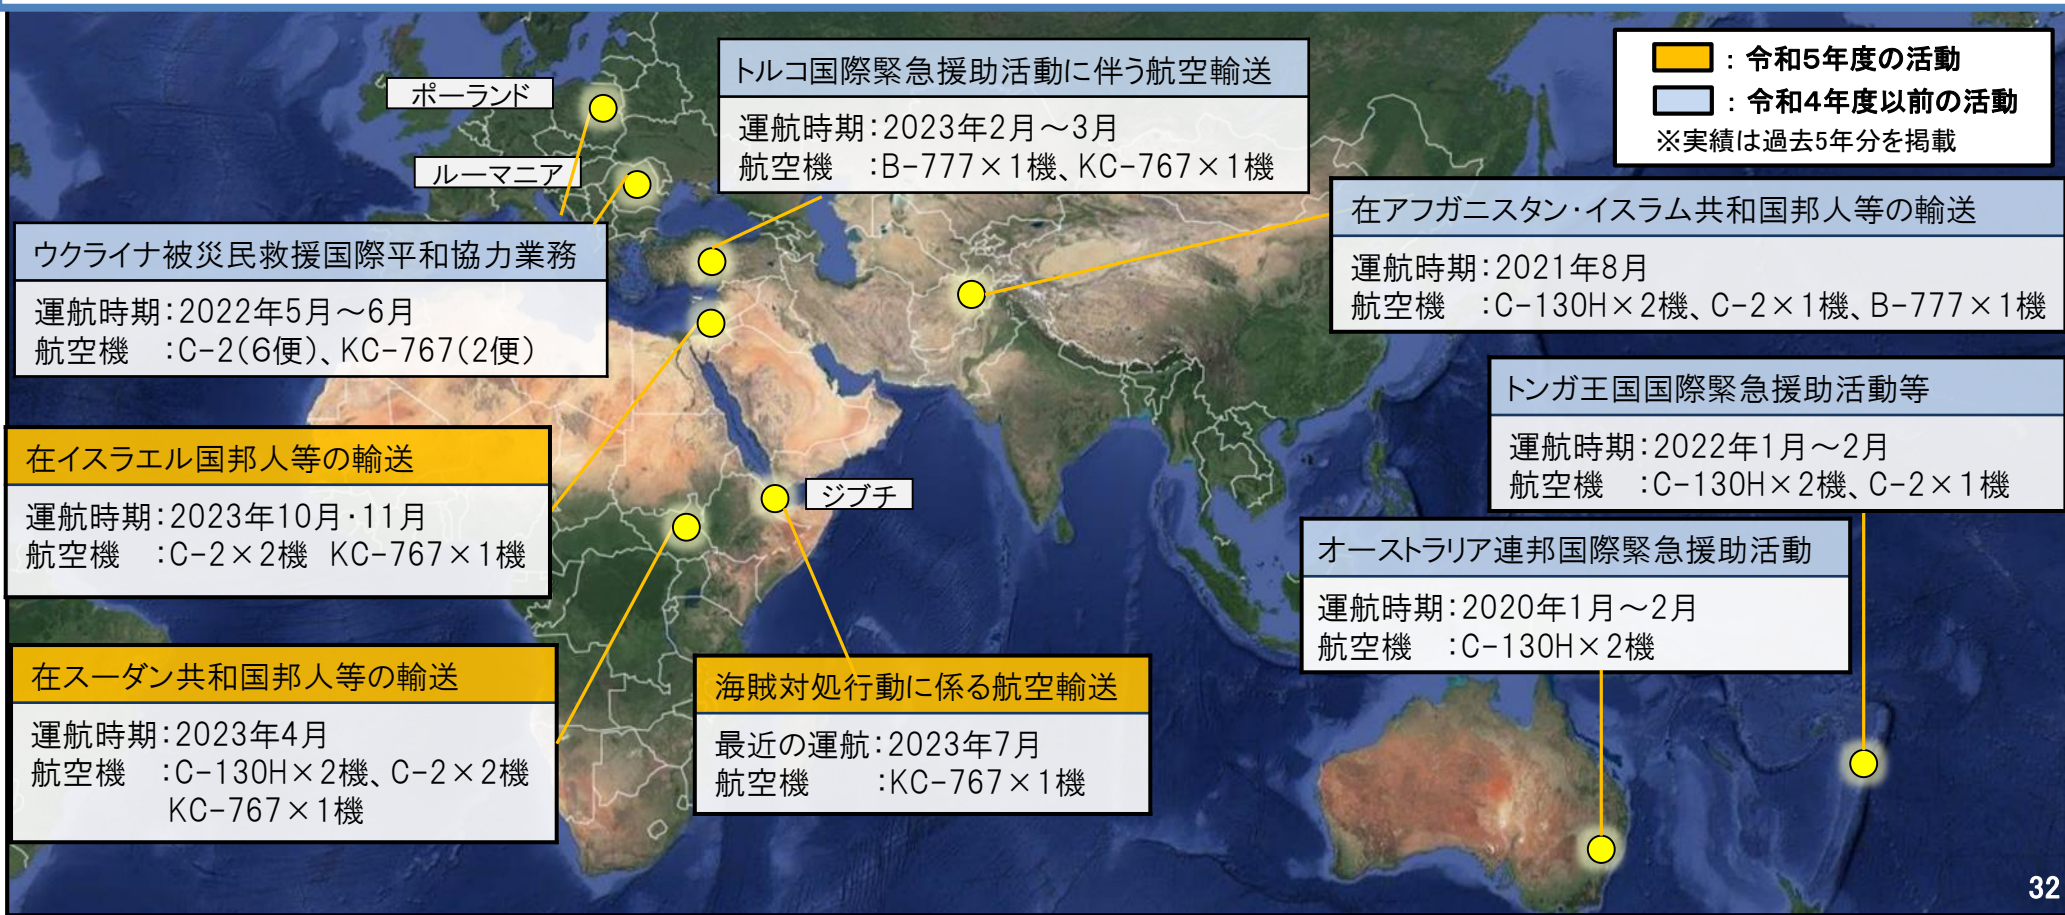 ：令和5年度の活動
：令和4年度以前の活動
※実績は過去5年分を掲載
ポーランド
ルーマニア
トルコ国際緊急援助活動に伴う航空輸送
運航時期：2023年2月～3月
航空機　：B-777×1機、KC-767×1機
在アフガニスタン・イスラム共和国邦人等の輸送
運航時期：2021年8月
航空機　：C-130H×2機、C-2×1機、B-777×1機
ウクライナ被災民救援国際平和協力業務
運航時期：2022年5月～6月
航空機　：C-2（6便）、KC-767（2便）
トンガ王国国際緊急援助活動等
運航時期：2022年1月～2月
航空機　：C-130H×2機、C-2×1機
在イスラエル国邦人等の輸送
運航時期：2023年10月・11月
航空機　：C-2×2機　KC-767×1機
ジブチ
オーストラリア連邦国際緊急援助活動
運航時期：2020年1月～2月
航空機　：C-130H×2機
在スーダン共和国邦人等の輸送
運航時期：2023年4月
航空機　：C-130H×2機、C-2×2機
KC-767×1機
海賊対処行動に係る航空輸送
最近の運航：2023年7月
航空機　　：KC-767×1機
32